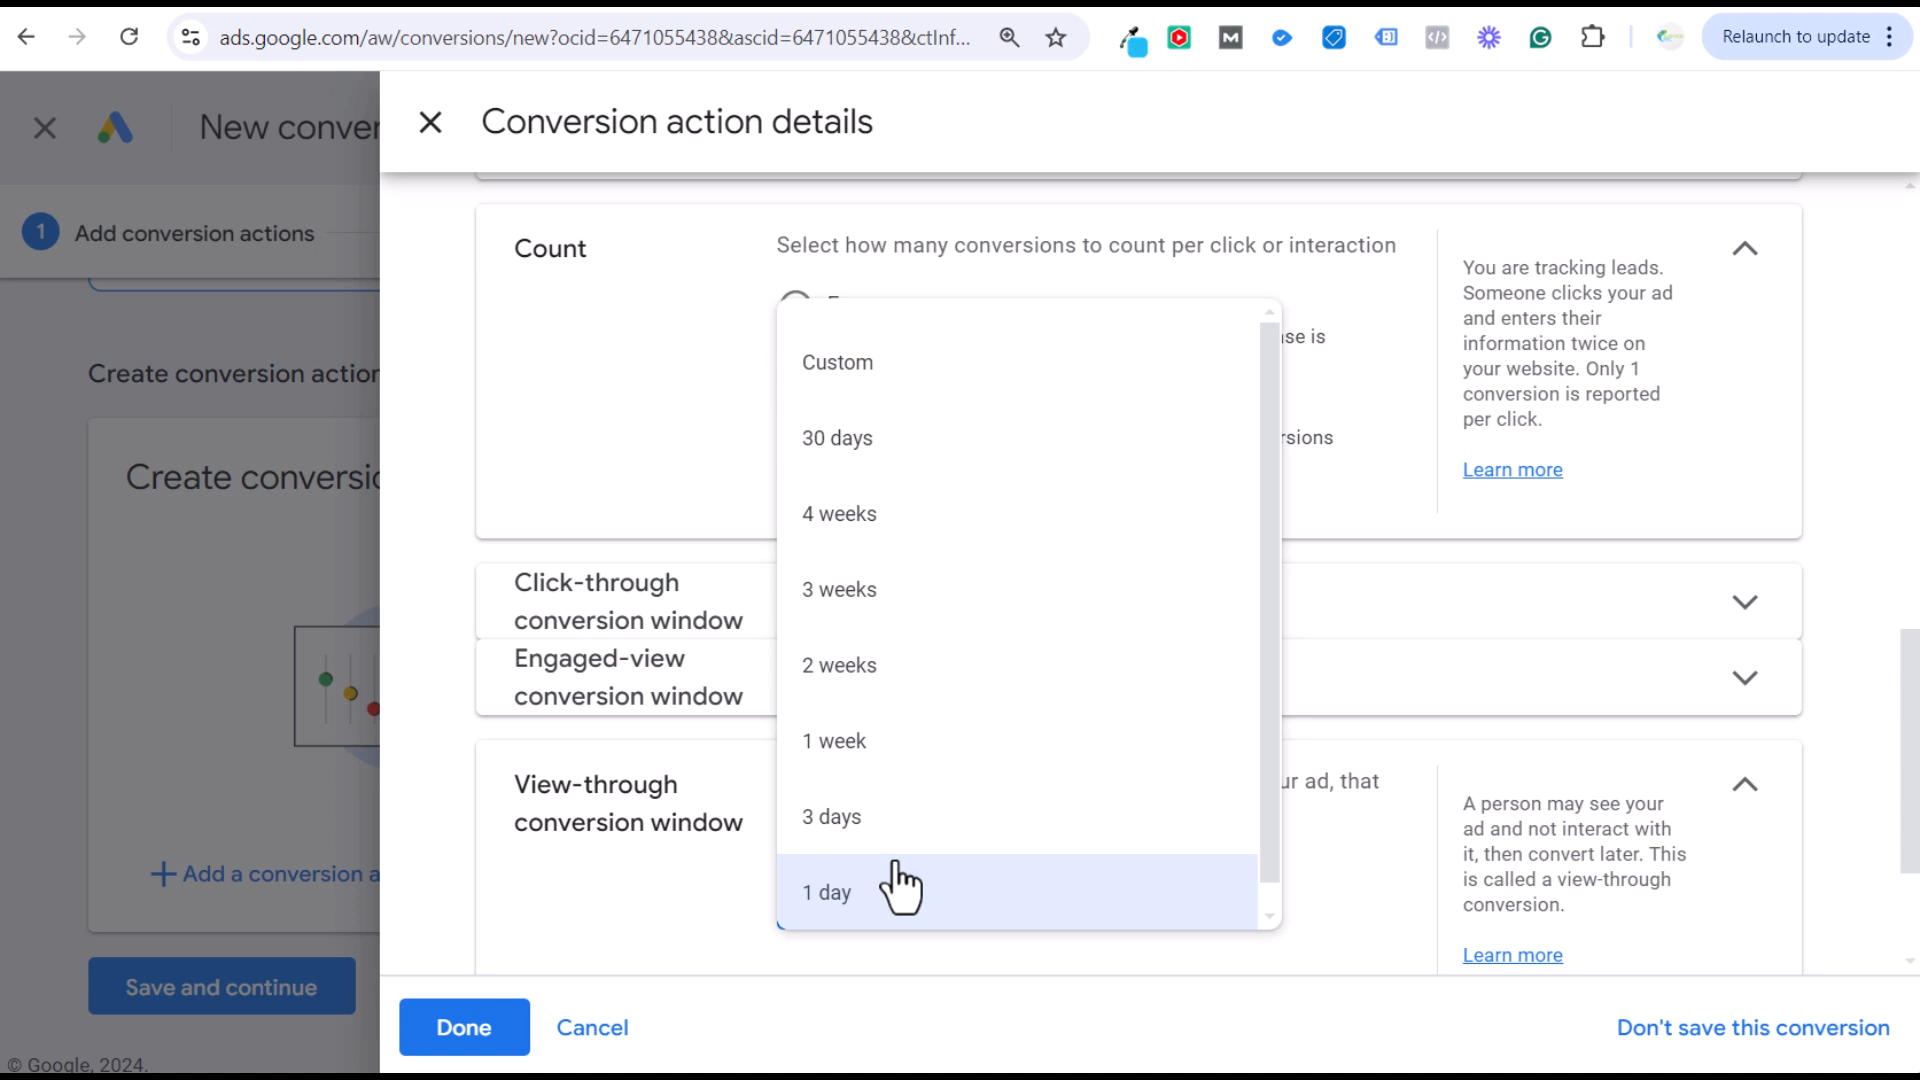 ads.google.com/aw/conversions/new?ocid=6471055438&ascid=6471055438&ctInf...
Relaunch to update
New conver
Conversion action details
1 Add conversion actions
Create conversion action
Create conversio
+ Add a conversion a
Save and continue
© Google, 2024.
Count
Select how many conversions to count per click or interaction
Custom
30 days
4 weeks
3 weeks
2 weeks
1 week
3 days
1 day
se is
rsions
You are tracking leads.
Someone clicks your ad
and enters their
information twice on
your website. Only 1
conversion is reported
per click.
Learn more
Click-through
conversion window
Engaged-view
conversion window
View-through
conversion window
ur ad, that
A person may see your
ad and not interact with
it, then convert later. This
is called a view-through
conversion.
Learn more
Done
Cancel
Don't save this conversion